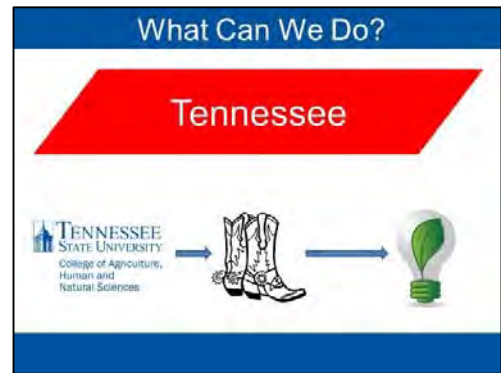 What Can We Do?
Tennessee
TENNESSEE
STATE UNIVERSITY
College of Agriculture,
Human and
Natural Sciences